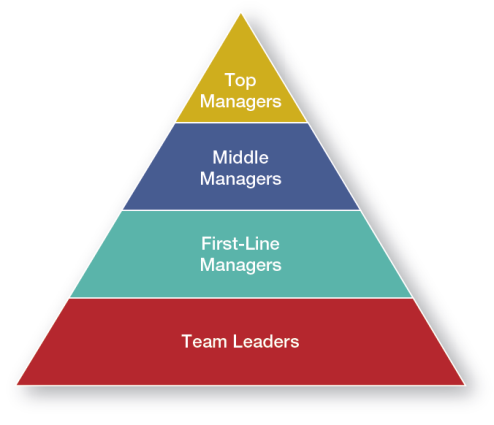 Top
Managers
Middle
Managers
First-Line
Managers
Team Leaders